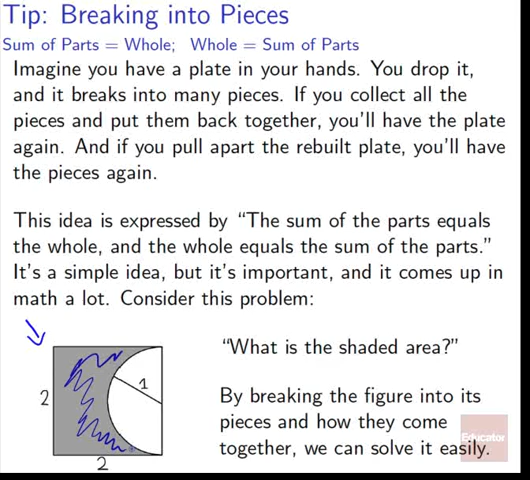 Tip: Breaking into Pieces
Sum of Parts = Whole; Whole = Sum of Parts
Imagine you have a plate in your hands. You drop it,
and it breaks into many pieces. If you collect all the
pieces and put them back together, you'll have the plate
again. And if you pull apart the rebuilt plate, you'll have
the pieces again.
This idea is expressed by “The sum of the parts equals
the whole, and the whole equals the sum of the parts.”
It's a simple idea, but it's important, and it comes up in
math a lot. Consider this problem:
2
1
2
“What is the shaded area?”
By breaking the figure into its
pieces and how they come
together, we can solve it easily.
Educator